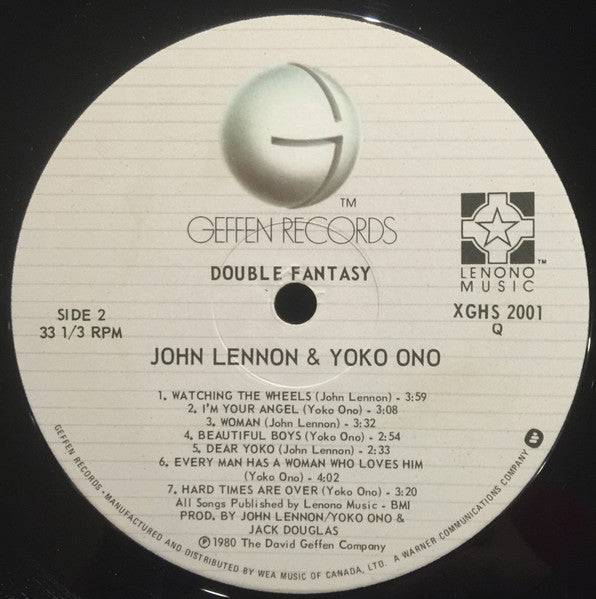 TM
GEFFEN RECORDS
DOUBLE FANTASY
LENONO™
MUSIC
SIDE 2
33 1/3 RPM
XGHS 2001
Q
JOHN LENNON & YOKO ONO
1. WATCHING THE WHEELS (John Lennon) - 3:59
2. I'M YOUR ANGEL (Yoko Ono) - 3:08
3. WOMAN (John Lennon) - 3:32
4. BEAUTIFUL BOYS (Yoko Ono) - 2:54
5. DEAR YOKO (John Lennon) - 2:33
6. EVERY MAN HAS A WOMAN WHO LOVES HIM
(Yoko Ono) - 4:02
7. HARD TIMES ARE OVER (Yoko Ono) - 3:20
All Songs Published by Lenono Music - BMI
PROD. BY JOHN LENNON/YOKO ONO &
JACK DOUGLAS
℗1980 The David Geffen Company
GEFFEN RECORDS · MANUFACTURED AND DISTRIBUTED BY WEA MUSIC OF CANADA, LTD. A WARNER COMMUNICATIONS COMPANY